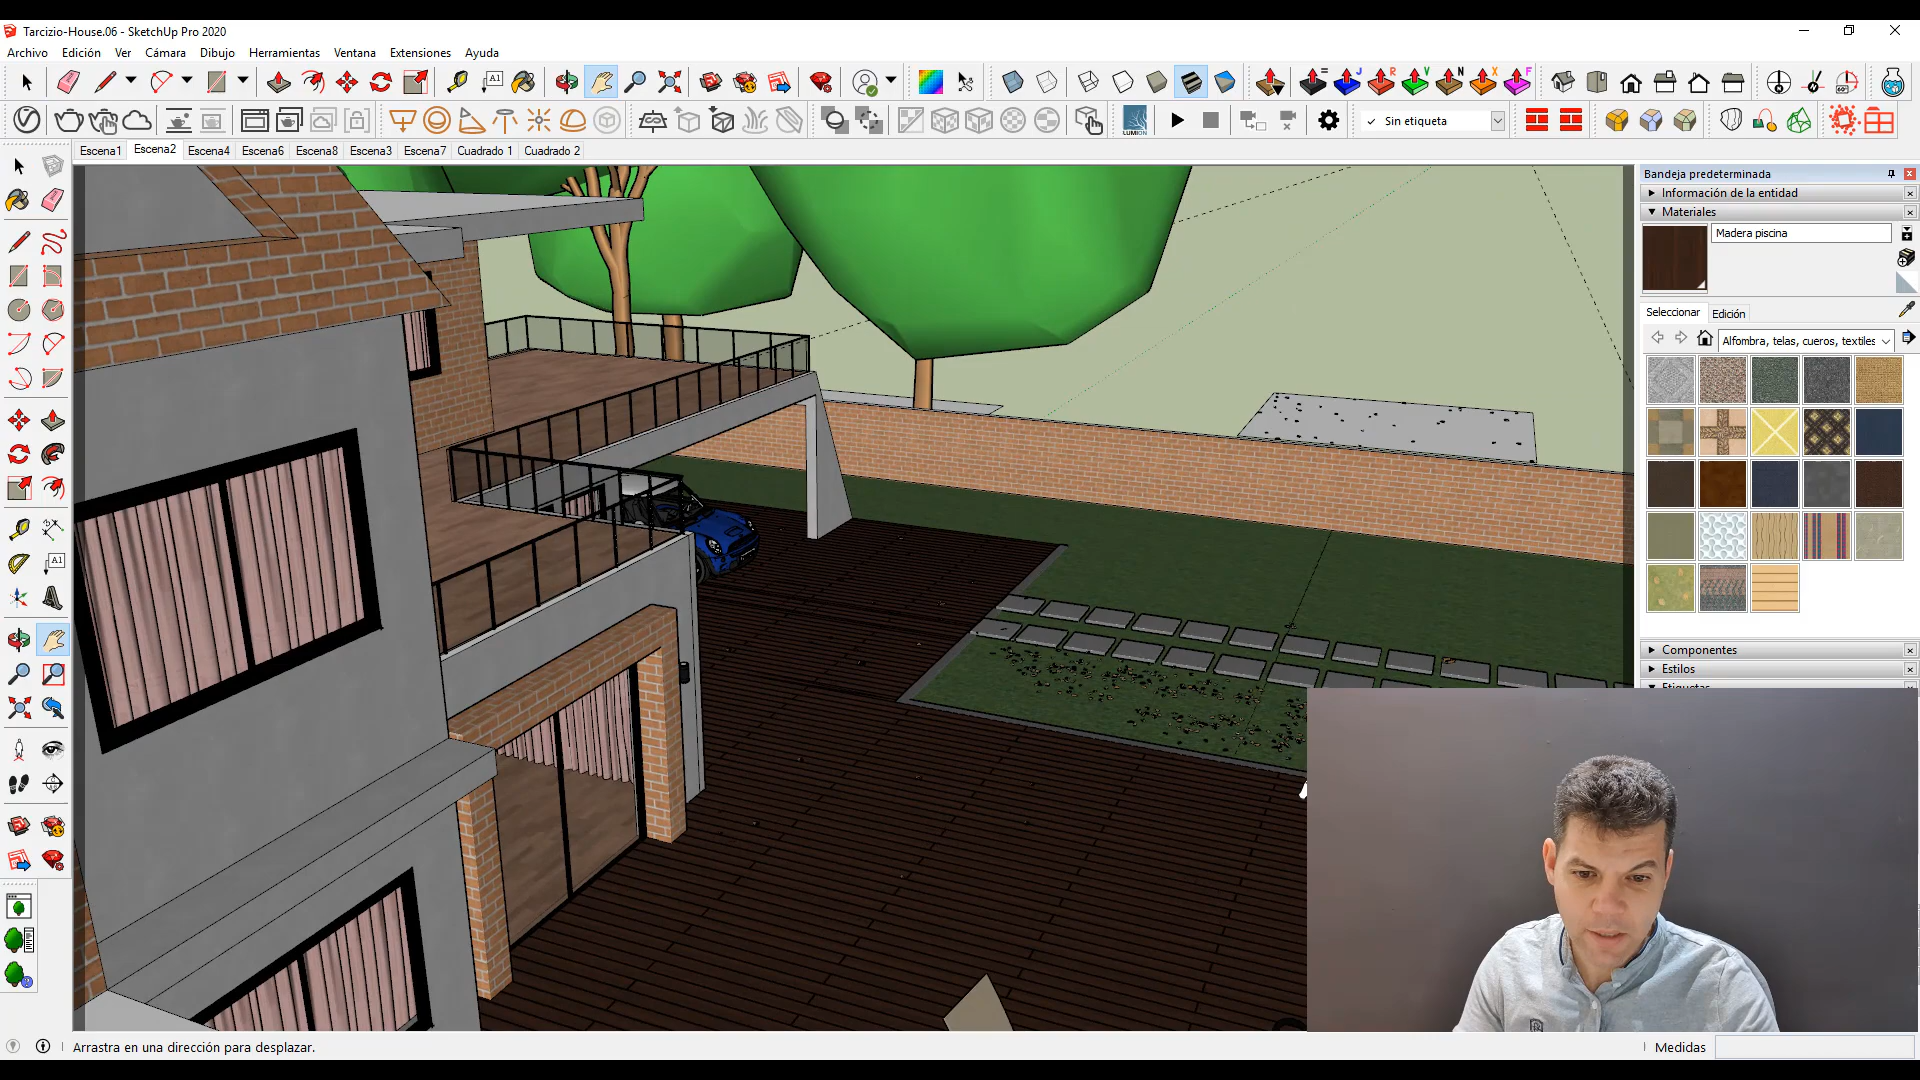 Tarcizio-House.06 - SketchUp Pro 2020
Archivo Edición Ver Cámara Dibujo Herramientas Ventana Extensiones Ayuda
Sin etiqueta
LUMION
Escena1 Escena2 Escena4 Escena6 Escena8 Escena3 Escena7 Cuadrado 1 Cuadrado 2
Bandeja predeterminada
Información de la entidad
Materiales
Madera piscina
Seleccionar Edición
Alfombra, telas, cueros, textiles
Componentes
Estilos
Etiquetas
Arrastra en una dirección para desplazar.
Medidas